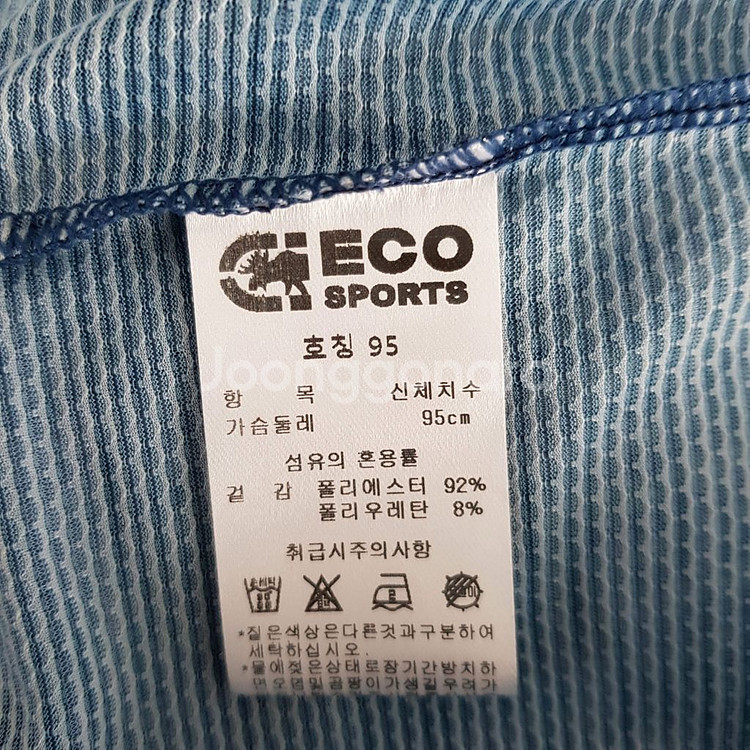 ECO
SPORTS
호칭 95
항 목 신체치수
가슴둘레 95cm
섬유의 혼용률
겉 감 폴리에스터 92%
폴리우레탄 8%
취급시주의사항
손세탁
*짙은색상은다른것과구분하여
세탁하십시오.
*물에젖은상태로장기간방치하
면오염및곰팡이가생길우려가
Joonggonara